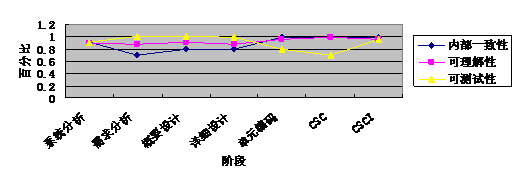 1.2
1
0.8
0.6
0.4
0.2
0
百分比
系统分析
需求分析
概要设计
详细设计
单元编码
CSC
CSCI
阶段
内部一致性
可理解性
可测试性